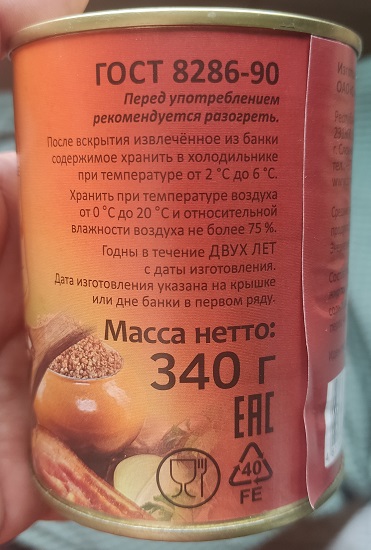 ГОСТ 8286-90
Перед употреблением
рекомендуется разогреть.
После вскрытия извлечённое из банки
содержимое хранить в холодильнике
при температуре от 2 °С до 6 °С.
Хранить при температуре воздуха
от 0 °С до 20 °С и относительной
влажности воздуха не более 75 %.
Годны в течение ДВУХ ЛЕТ
с даты изготовления.
Дата изготовления указана на крышке
или дне банки в первом ряду.
Масса нетто:
340 г
ЕАС
40
FE